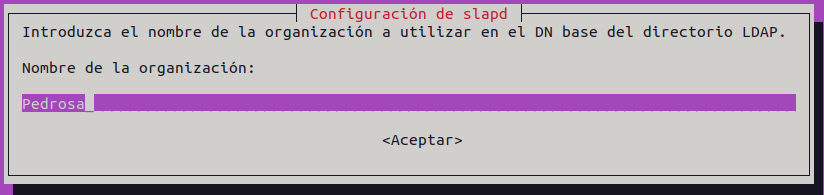 Configuración de slapd
Introduzca el nombre de la organización a utilizar en el DN base del directorio LDAP.
Nombre de la organización:
Pedrosa
<Aceptar>